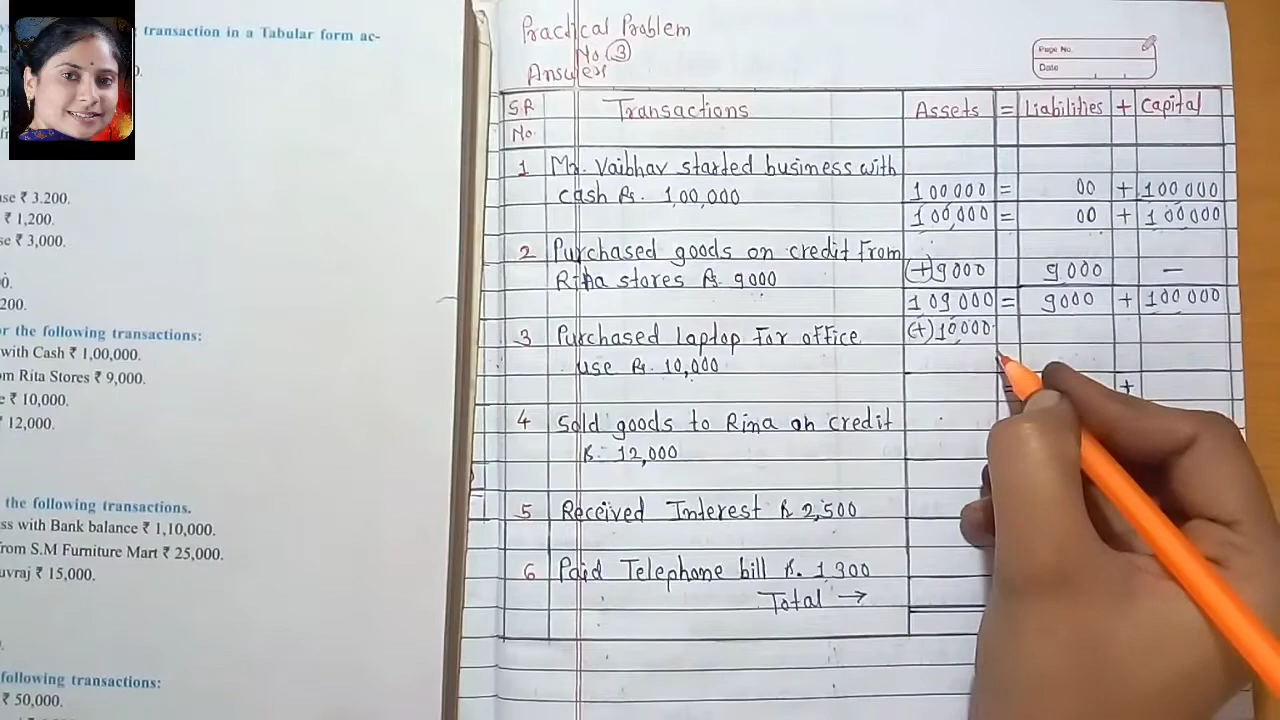 transaction in a Tabular form ac-
se ₹ 3.200.
₹ 1,200.
se ₹ 3,000.
200.
the following transactions:
with Cash ₹ 1,00,000.
m Rita Stores ₹ 9,000.
₹ 10,000.
12,000.
the following transactions.
ss with Bank balance ₹ 1,10,000.
rom S.M Furniture Mart ₹ 25,000.
uvraj ₹ 15,000.
following transactions:
₹ 50,000.
Practical Problem
No 3
Answer
Page No.
Date
S.R No. Transactions Assets = Liabilities + Capital
1 Mr. Vaibhav started business with
cash Rs. 1,00,000 100000 = 00 + 100000
100,000 = 00 + 100000
2 Purchased goods on credit from
Rina stores Rs. 9000 (+)9000 9000 —
109000 = 9000 + 100000
3 Purchased Laptop for office (+)10000
use Rs. 10,000
+
4 Sold goods to Rina on credit
Rs. 12,000
5 Received Interest Rs 2,500
6 Paid Telephone bill Rs. 1,300
Total →